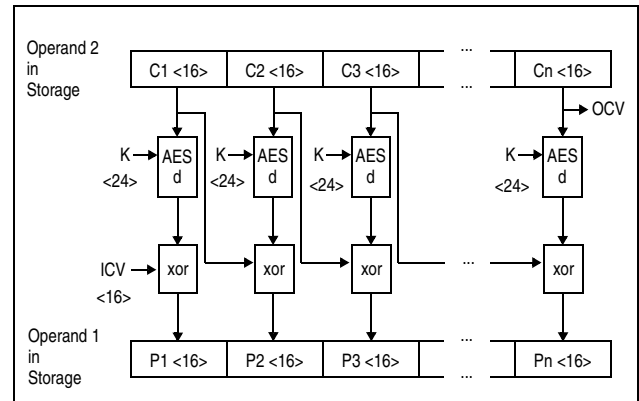 Operand 2
in
Storage
C1 <16> C2 <16> C3 <16> ... ... Cn <16>
OCV
K <24> AES d K <24> AES d K <24> AES d K <24> AES d
ICV <16> xor xor xor ... xor
Operand 1
in
Storage
P1 <16> P2 <16> P3 <16> ... ... Pn <16>